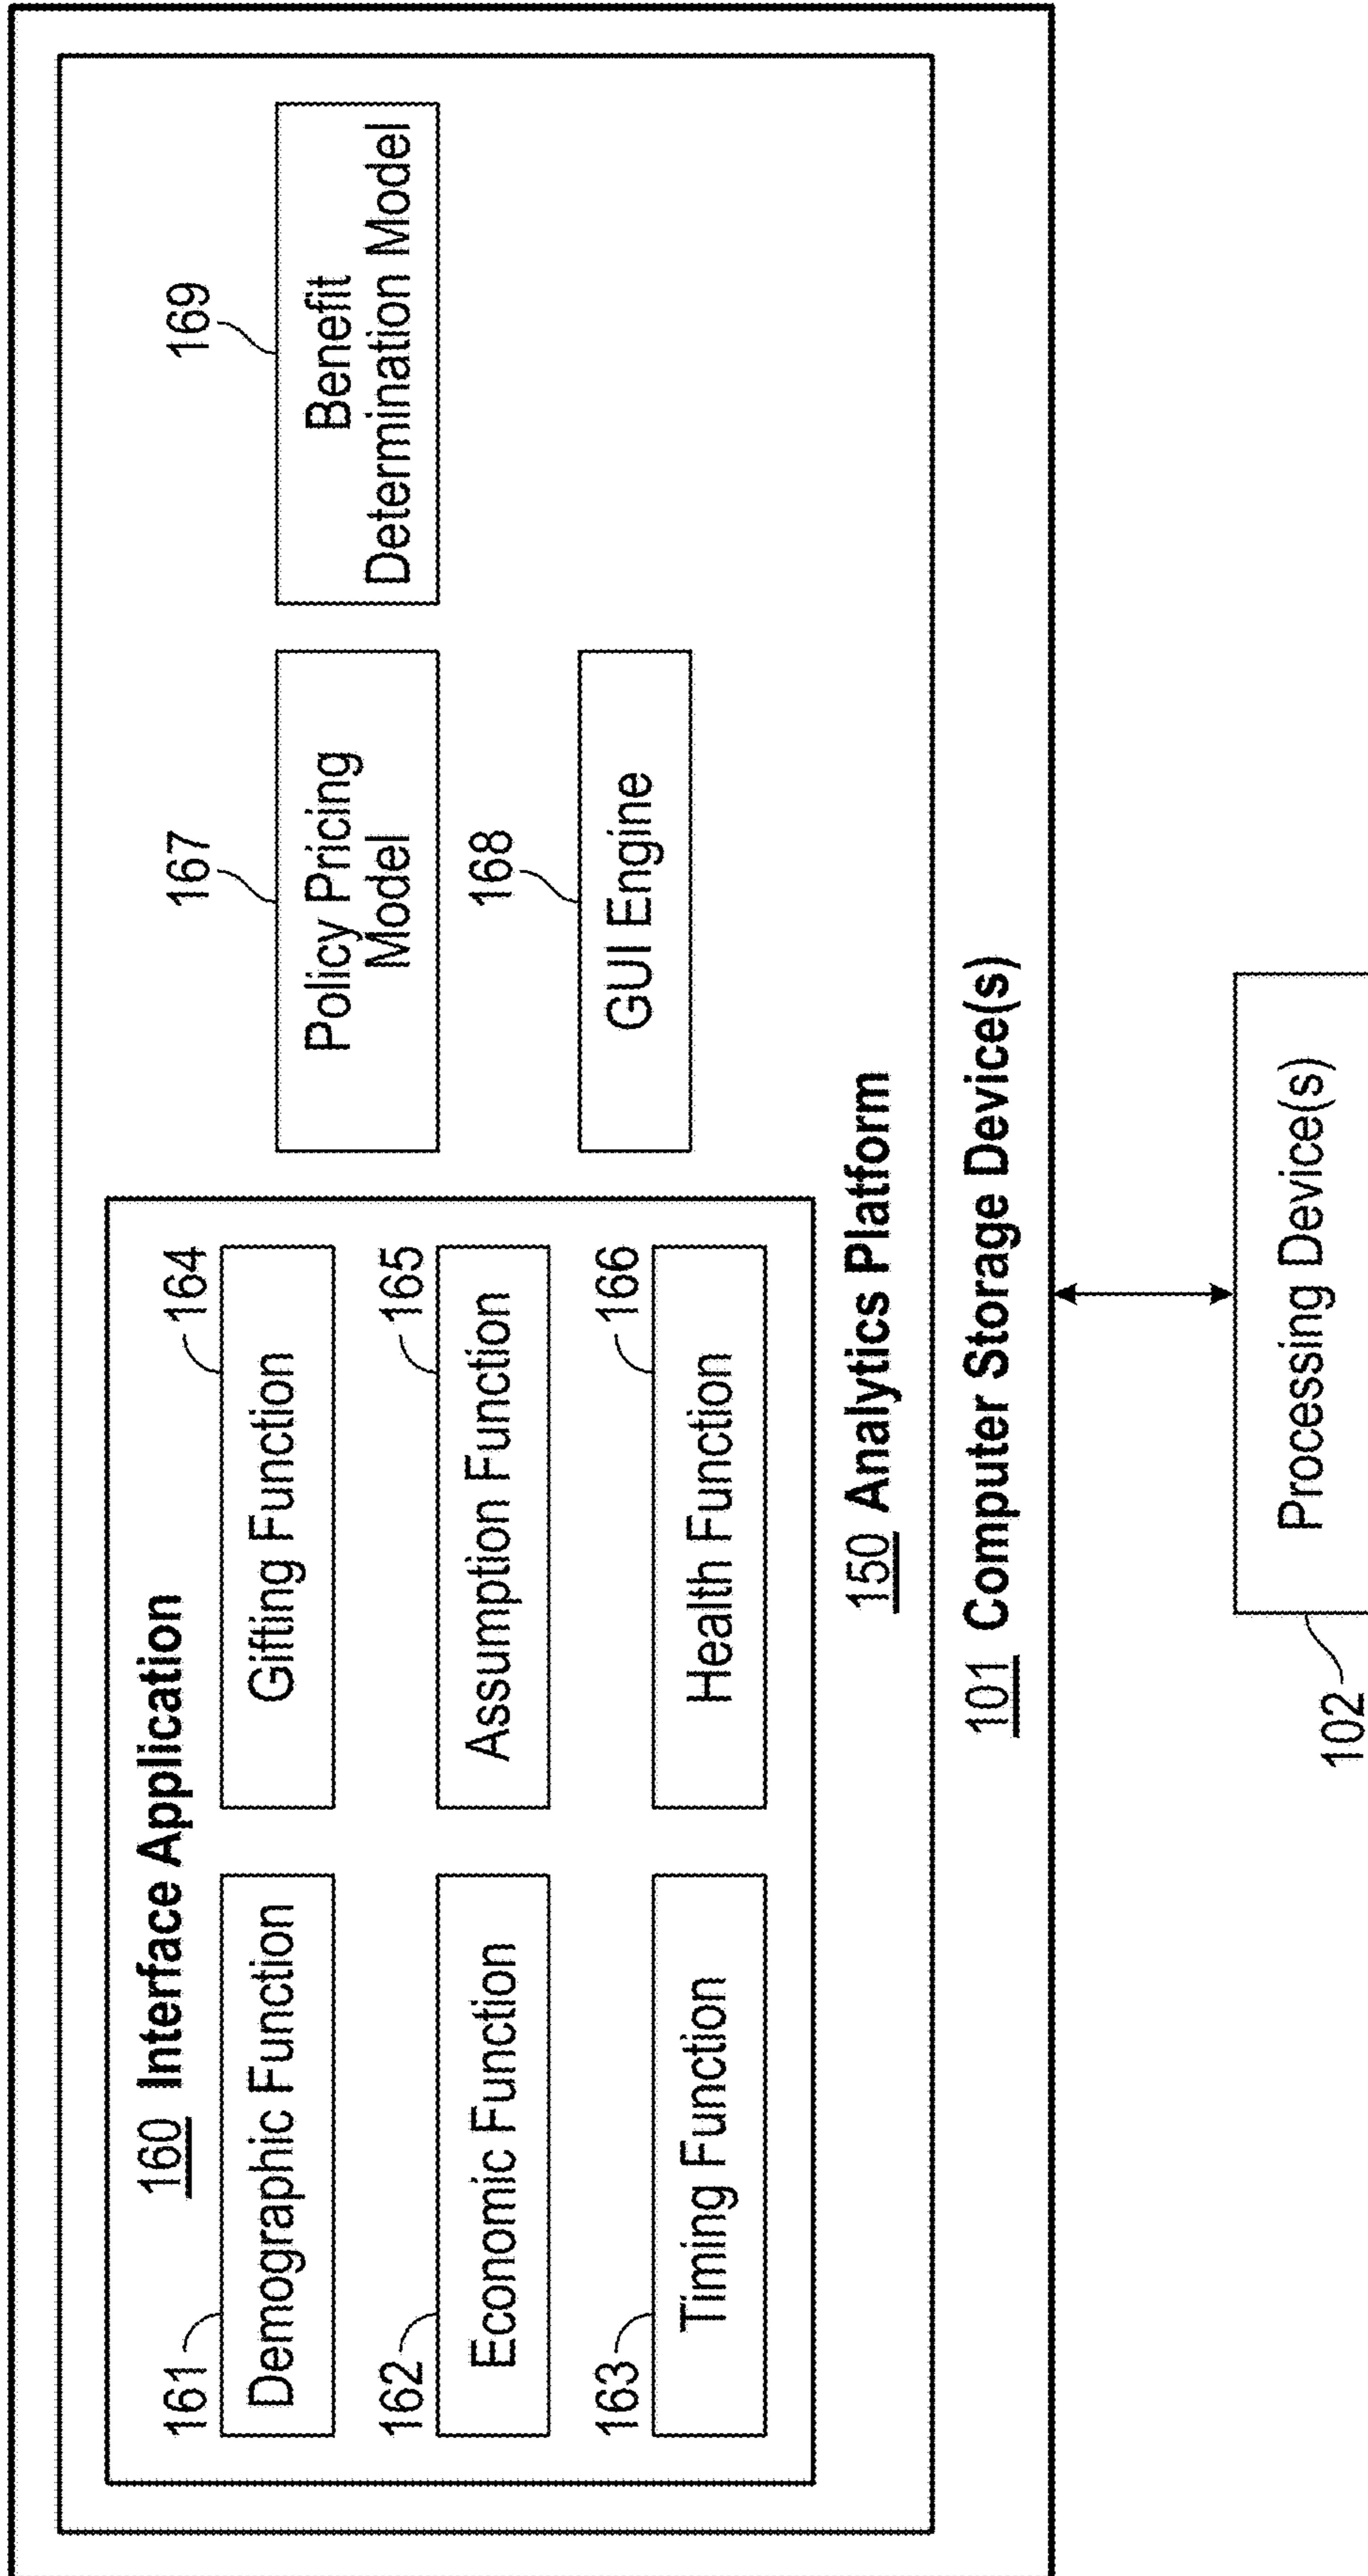 160 Interface Application
161
Demographic Function
162
Economic Function
163
Timing Function
164
Gifting Function
165
Assumption Function
166
Health Function
167
Policy Pricing
Model
168
GUI Engine
169
Benefit
Determination Model
150 Analytics Platform
101 Computer Storage Device(s)
Processing Device(s)
102